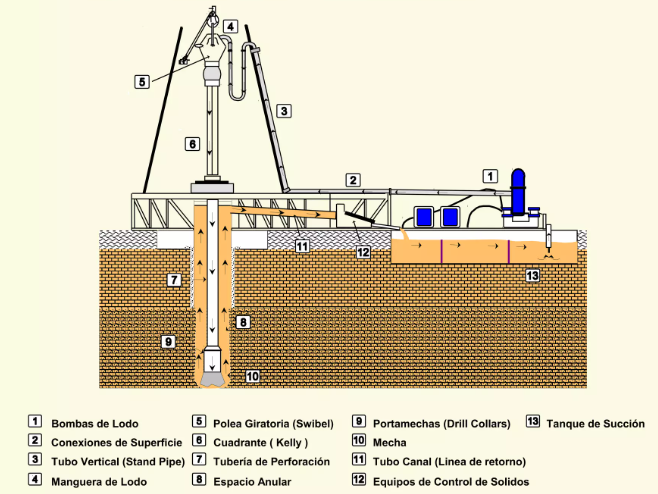 4
5
3
6
2
1
11
12
7
13
8
9
10
1 Bombas de Lodo
2 Conexiones de Superficie
3 Tubo Vertical (Stand Pipe)
4 Manguera de Lodo
5 Polea Giratoria (Swibel)
6 Cuadrante ( Kelly )
7 Tubería de Perforación
8 Espacio Anular
9 Portamechas (Drill Collars)
10 Mecha
11 Tubo Canal (Linea de retorno)
12 Equipos de Control de Solidos
13 Tanque de Succión